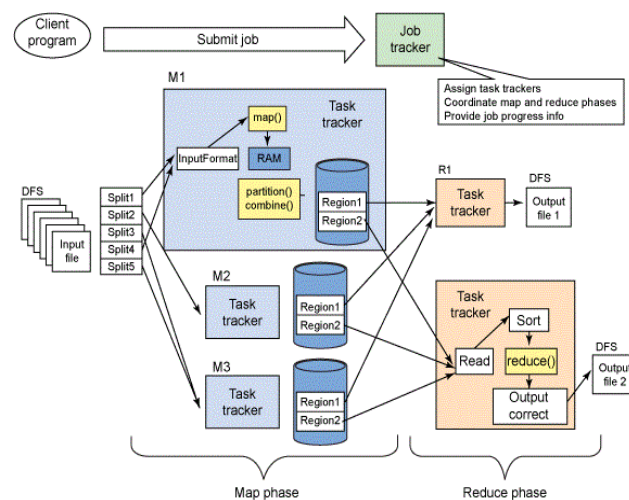 Client
program
Submit job
Job
tracker
Assign task trackers
Coordinate map and reduce phases
Provide job progress info
M1
Task
tracker
map()
InputFormat
RAM
partition()
combine()
Region1
Region2
DFS
Input
file
Split1
Split2
Split3
Split4
Split5
M2
Task
tracker
Region1
Region2
M3
Task
tracker
Region1
Region2
R1
Task
tracker
DFS
Output
file 1
Task
tracker
Sort
Read
reduce()
Output
correct
DFS
Output
file 2
Map phase
Reduce phase